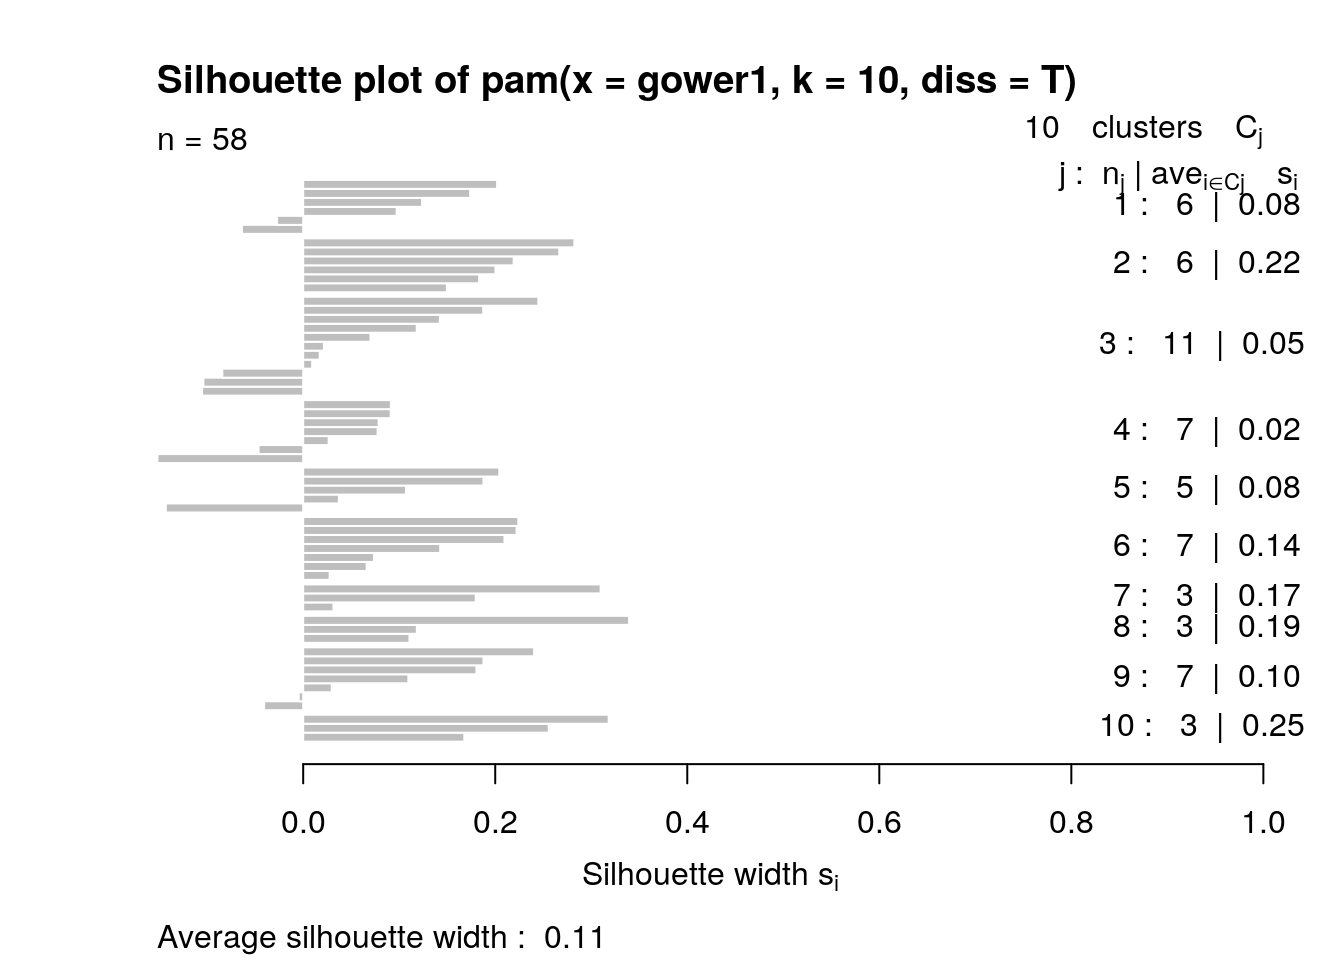 Silhouette plot of pam(x = gower1, k = 10, diss = T)
n = 58
10 clusters Cj
j : nj | avei∈Cj si
1 : 6 | 0.08
2 : 6 | 0.22
3 : 11 | 0.05
4 : 7 | 0.02
5 : 5 | 0.08
6 : 7 | 0.14
7 : 3 | 0.17
8 : 3 | 0.19
9 : 7 | 0.10
10 : 3 | 0.25
0.0 0.2 0.4 0.6 0.8 1.0
Silhouette width si
Average silhouette width : 0.11